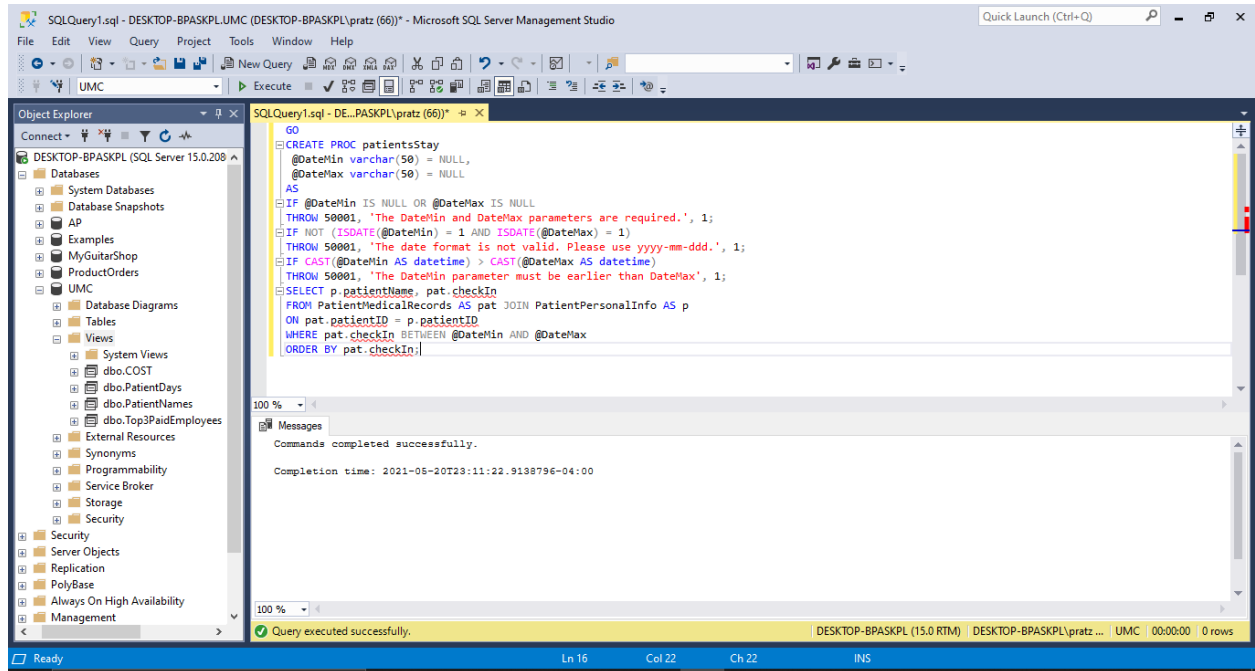 SQLQuery1.sql - DESKTOP-BPASKPL.UMC (DESKTOP-BPASKPL\pratz (66))* - Microsoft SQL Server Management Studio
Quick Launch (Ctrl+Q)
File Edit View Query Project Tools Window Help
New Query
UMC
Execute
Object Explorer
Connect
DESKTOP-BPASKPL (SQL Server 15.0.208
Databases
System Databases
Database Snapshots
AP
Examples
MyGuitarShop
ProductOrders
UMC
Database Diagrams
Tables
Views
System Views
dbo.COST
dbo.PatientDays
dbo.PatientNames
dbo.Top3PaidEmployees
External Resources
Synonyms
Programmability
Service Broker
Storage
Security
Security
Server Objects
Replication
PolyBase
Always On High Availability
Management
SQLQuery1.sql - DE...PASKPL\pratz (66))*
GO
CREATE PROC patientsStay
@DateMin varchar(50) = NULL,
@DateMax varchar(50) = NULL
AS
IF @DateMin IS NULL OR @DateMax IS NULL
THROW 50001, 'The DateMin and DateMax parameters are required.', 1;
IF NOT (ISDATE(@DateMin) = 1 AND ISDATE(@DateMax) = 1)
THROW 50001, 'The date format is not valid. Please use yyyy-mm-ddd.', 1;
IF CAST(@DateMin AS datetime) > CAST(@DateMax AS datetime)
THROW 50001, 'The DateMin parameter must be earlier than DateMax', 1;
SELECT p.patientName, pat.checkIn
FROM PatientMedicalRecords AS pat JOIN PatientPersonalInfo AS p
ON pat.patientID = p.patientID
WHERE pat.checkIn BETWEEN @DateMin AND @DateMax
ORDER BY pat.checkIn;
100 %
Messages
Commands completed successfully.
Completion time: 2021-05-20T23:11:22.9138796-04:00
100 %
Query executed successfully.
DESKTOP-BPASKPL (15.0 RTM) DESKTOP-BPASKPL\pratz ... UMC 00:00:00 0 rows
Ready Ln 16 Col 22 Ch 22 INS